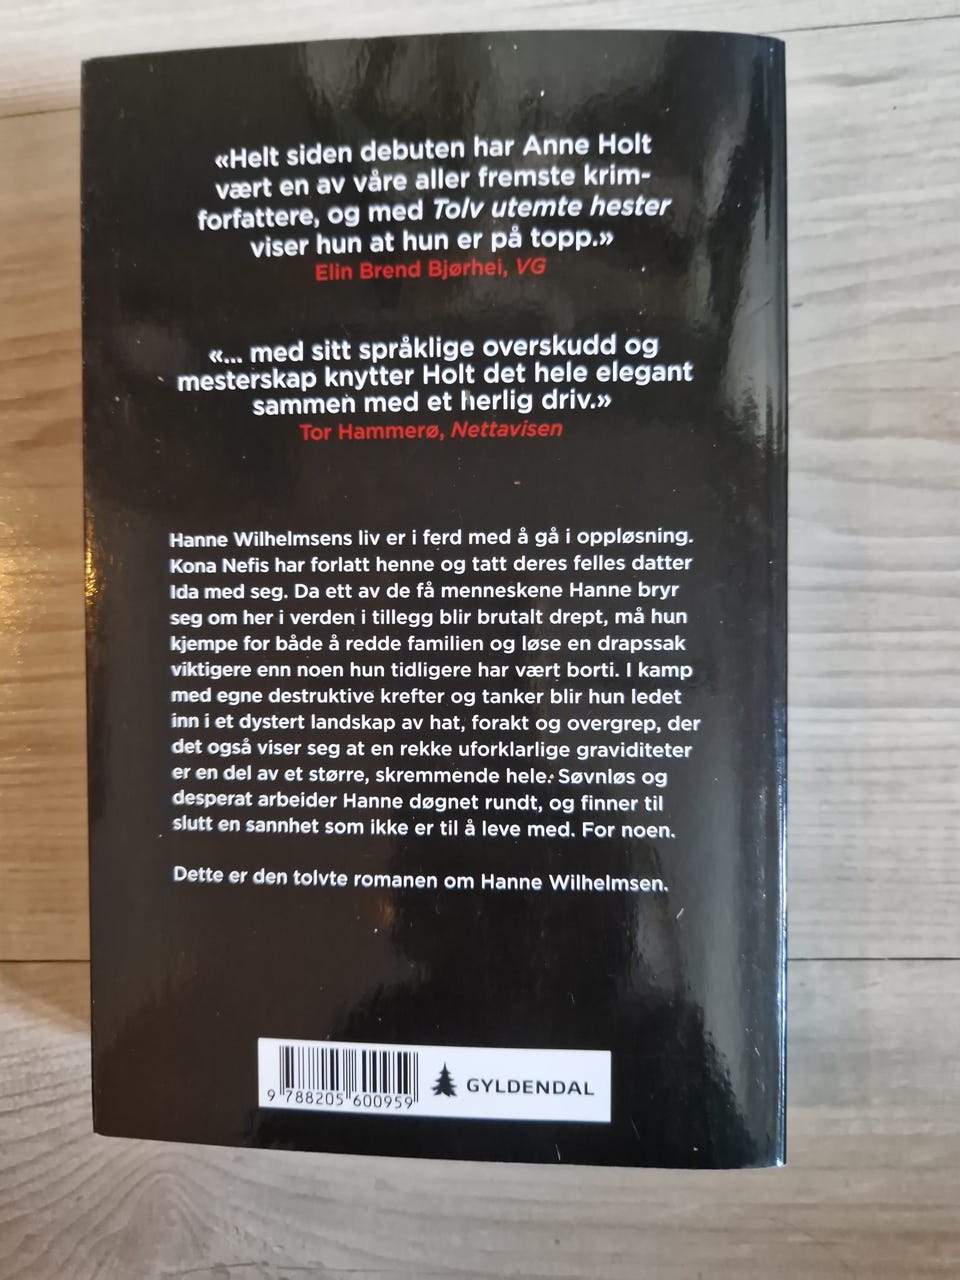 «Helt siden debuten har Anne Holt
vært en av våre aller fremste krim-
forfattere, og med Tolv utemte hester
viser hun at hun er på topp.»
Elin Brend Bjørhei, VG
«... med sitt språklige overskudd og
mesterskap knytter Holt det hele elegant
sammen med et herlig driv.»
Tor Hammerø, Nettavisen
Hanne Wilhelmsens liv er i ferd med å gå i oppløsning.
Kona Nefis har forlatt henne og tatt deres felles datter
Ida med seg. Da ett av de få menneskene Hanne bryr
seg om her i verden i tillegg blir brutalt drept, må hun
kjempe for både å redde familien og løse en drapssak
viktigere enn noen hun tidligere har vært borti. I kamp
med egne destruktive krefter og tanker blir hun ledet
inn i et dystert landskap av hat, forakt og overgrep, der
det også viser seg at en rekke uforklarlige graviditeter
er en del av et større, skremmende hele. Søvnløs og
desperat arbeider Hanne døgnet rundt, og finner til
slutt en sannhet som ikke er til å leve med. For noen.
Dette er den tolvte romanen om Hanne Wilhelmsen.
9 788205 600959
GYLDENDAL